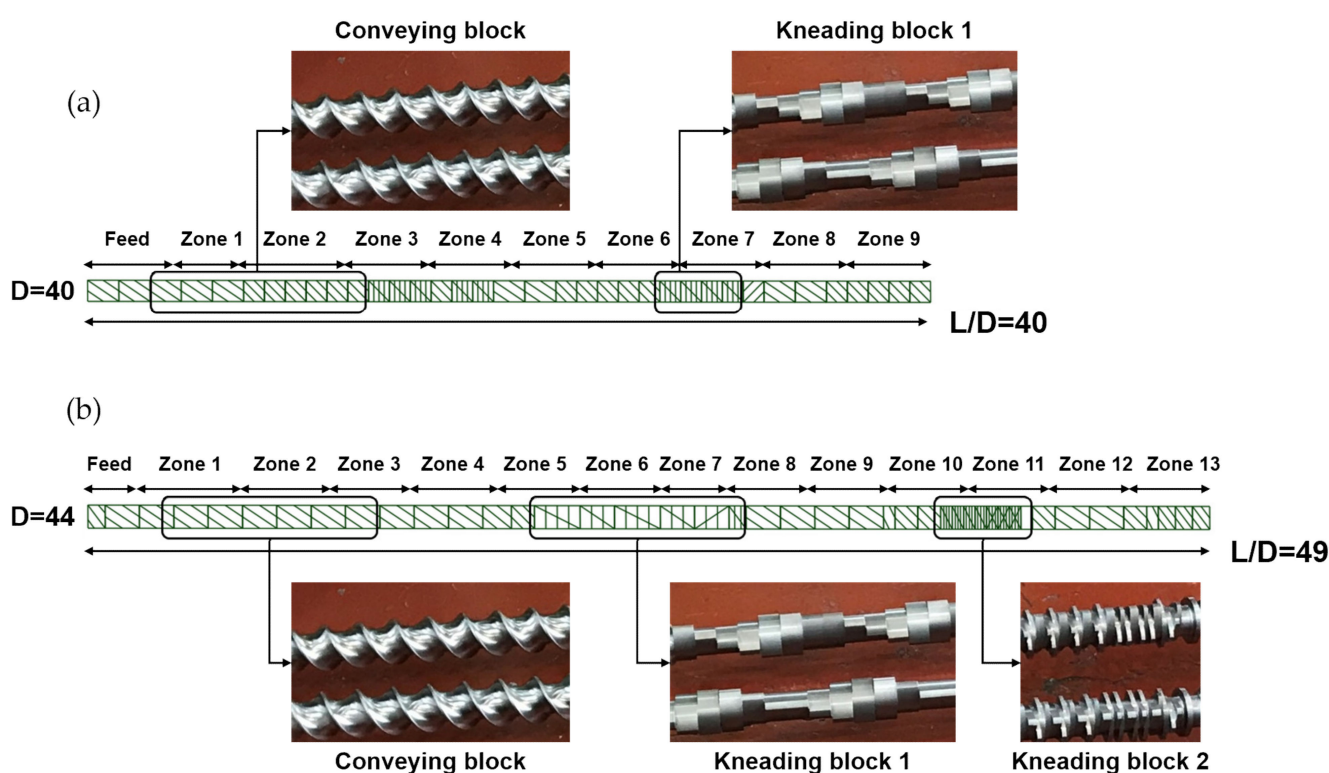 Conveying block
Kneading block 1
(a)
Feed Zone 1 Zone 2 Zone 3 Zone 4 Zone 5 Zone 6 Zone 7 Zone 8 Zone 9
D=40
L/D=40
(b)
Feed Zone 1 Zone 2 Zone 3 Zone 4 Zone 5 Zone 6 Zone 7 Zone 8 Zone 9 Zone 10 Zone 11 Zone 12 Zone 13
D=44
L/D=49
Conveying block
Kneading block 1
Kneading block 2